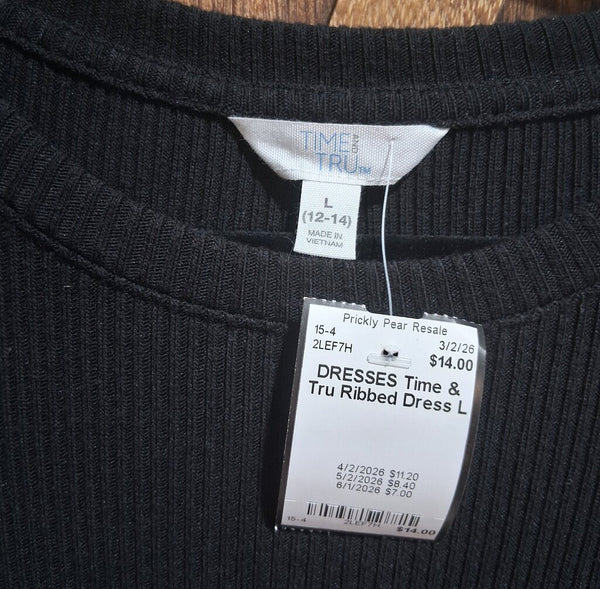 TIME AND
TRU™
L
(12-14)
MADE IN
VIETNAM
Prickly Pear Resale
15-4 3/2/26
2LEF7H $14.00
DRESSES Time &
Tru Ribbed Dress L
4/2/2026 $11.20
5/2/2026 $8.40
6/1/2026 $7.00
15-4 2LEF7H $14.00